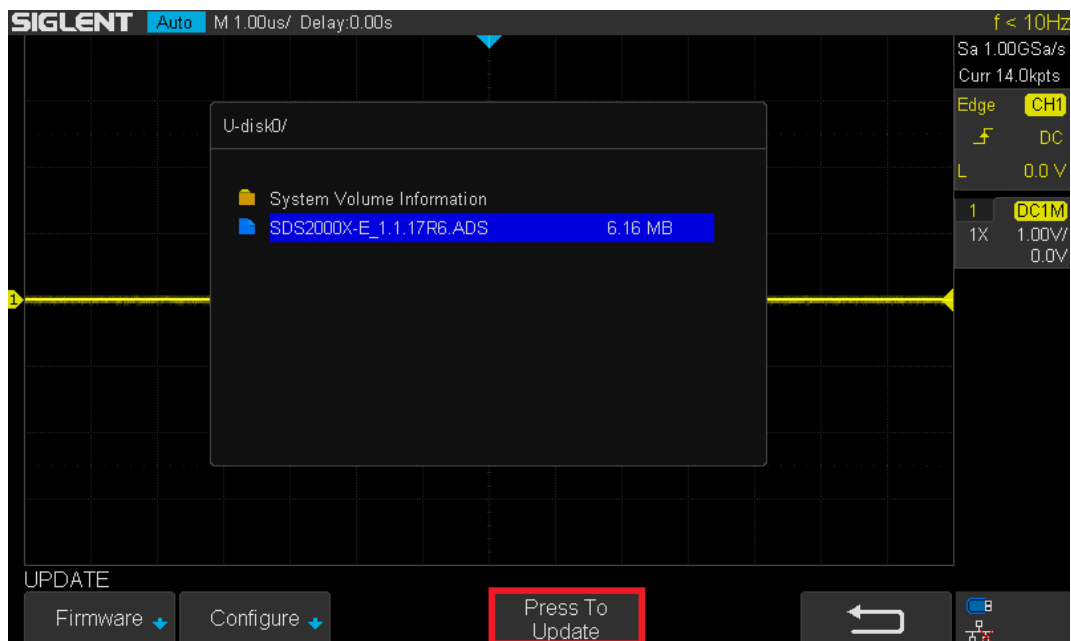 SIGLENT Auto M 1.00us/ Delay:0.00s f < 10Hz
Sa 1.00GSa/s
Curr 14.0kpts
Edge CH1
DC
L 0.0 V
1 DC1M
1X 1.00V/
0.0V
U-disk0/
System Volume Information
SDS2000X-E_1.1.17R6.ADS 6.16 MB
1
UPDATE
Firmware Configure Press To
Update